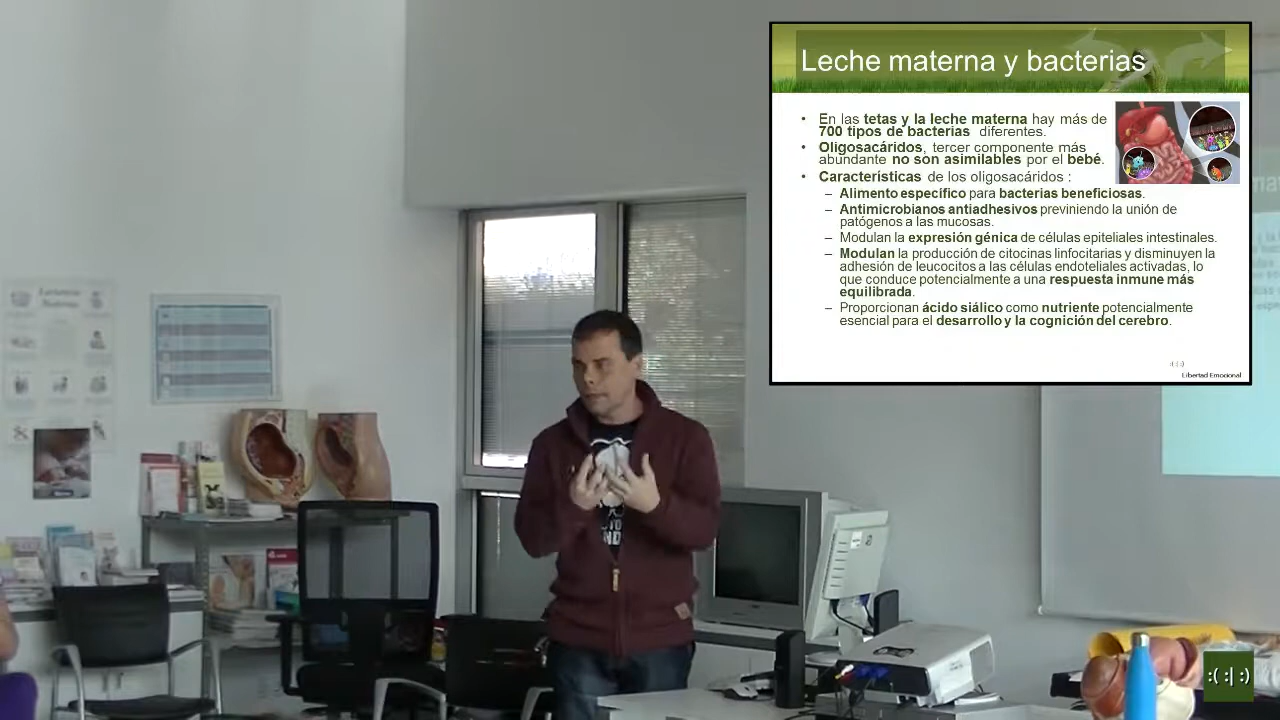 Leche materna y bacterias
• En las tetas y la leche materna hay más de
700 tipos de bacterias diferentes.
• Oligosacáridos, tercer componente más
abundante no son asimilables por el bebé.
• Características de los oligosacáridos :
– Alimento específico para bacterias beneficiosas.
– Antimicrobianos antiadhesivos previniendo la unión de
patógenos a las mucosas.
– Modulan la expresión génica de células epiteliales intestinales.
– Modulan la producción de citocinas linfocitarias y disminuyen la
adhesión de leucocitos a las células endoteliales activadas, lo
que conduce potencialmente a una respuesta inmune más
equilibrada.
– Proporcionan ácido siálico como nutriente potencialmente
esencial para el desarrollo y la cognición del cerebro.
:(:|:)
Libertad Emocional
:( :| :)